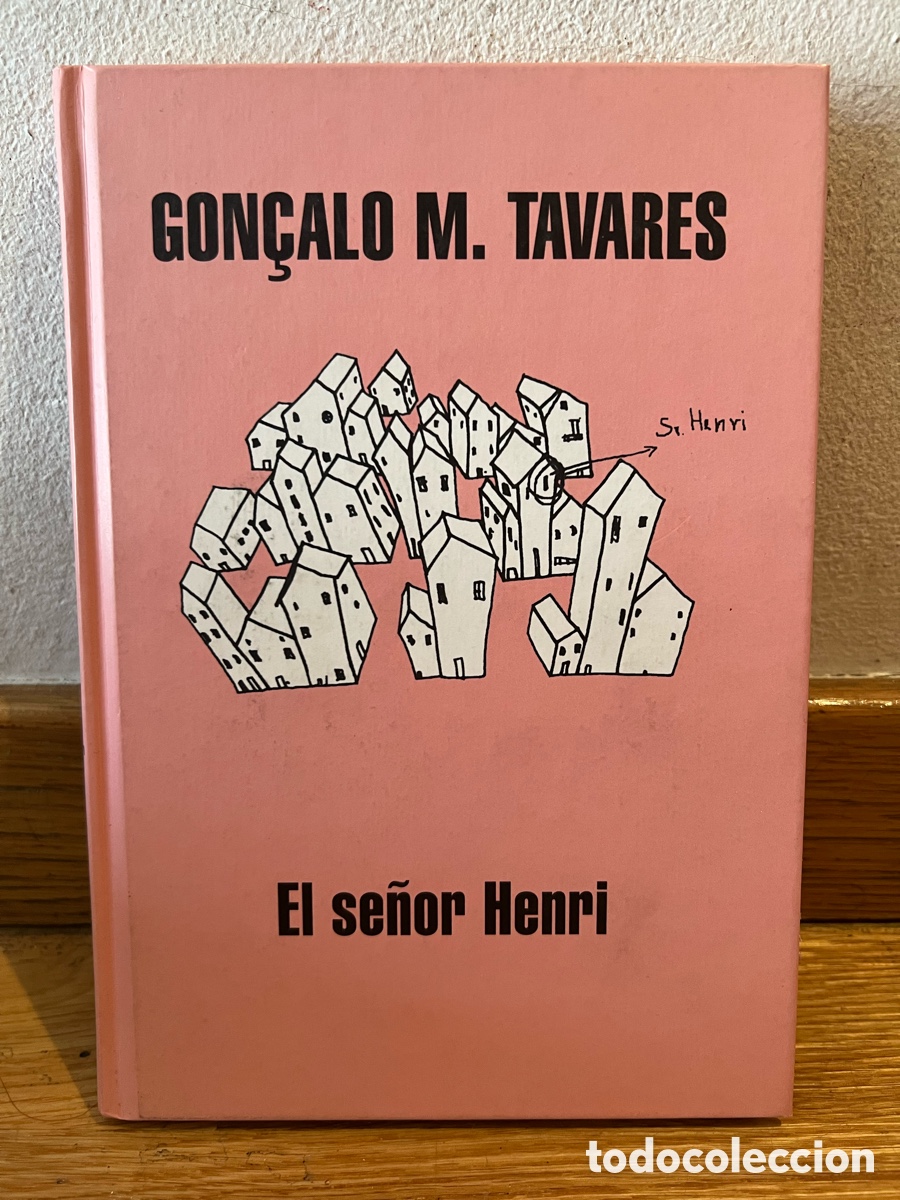 GONÇALO M. TAVARES
Sr. Henri
El señor Henri
todocoleccion